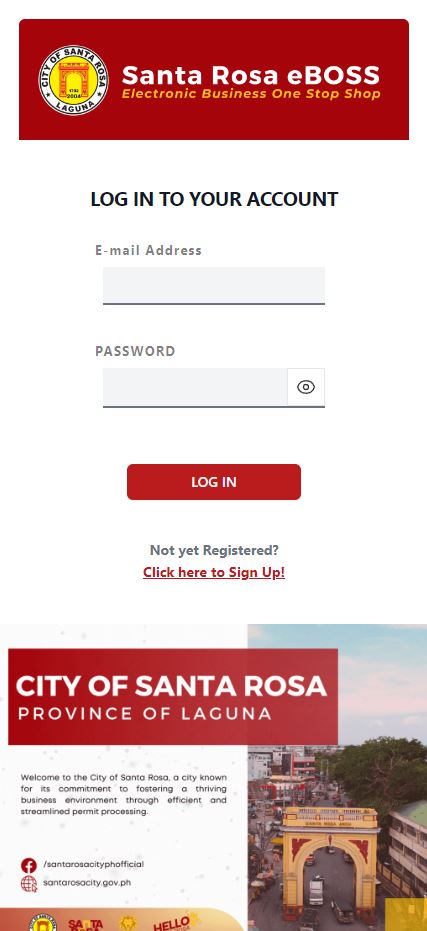 CITY OF SANTA ROSA
1792
2004
LAGUNA
Santa Rosa eBOSS
Electronic Business One Stop Shop
LOG IN TO YOUR ACCOUNT
E-mail Address
PASSWORD
LOG IN
Not yet Registered?
Click here to Sign Up!
CITY OF SANTA ROSA
PROVINCE OF LAGUNA
Welcome to the City of Santa Rosa, a city known
for its commitment to fostering a thriving
business environment through efficient and
streamlined permit processing.
SANTA ROSA ARCH
/santarosacityphofficial
santarosacity.gov.ph
SANTA
HELLO